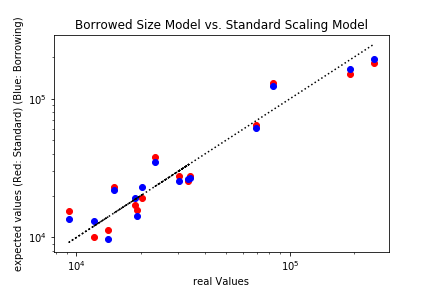 Borrowed Size Model vs. Standard Scaling Model
expected values (Red: Standard) (Blue: Borrowing)
10^5
10^4
10^4
10^5
real Values